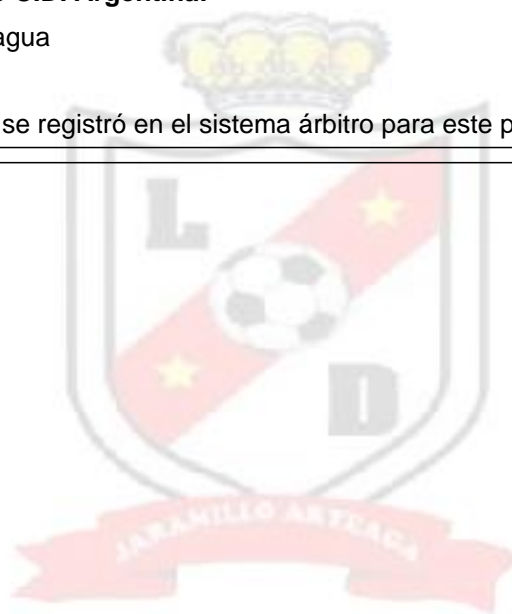 C.D. Argentina.
agua
se registró en el sistema árbitro para este p
L
D
JARAMILLO ARTEAGA